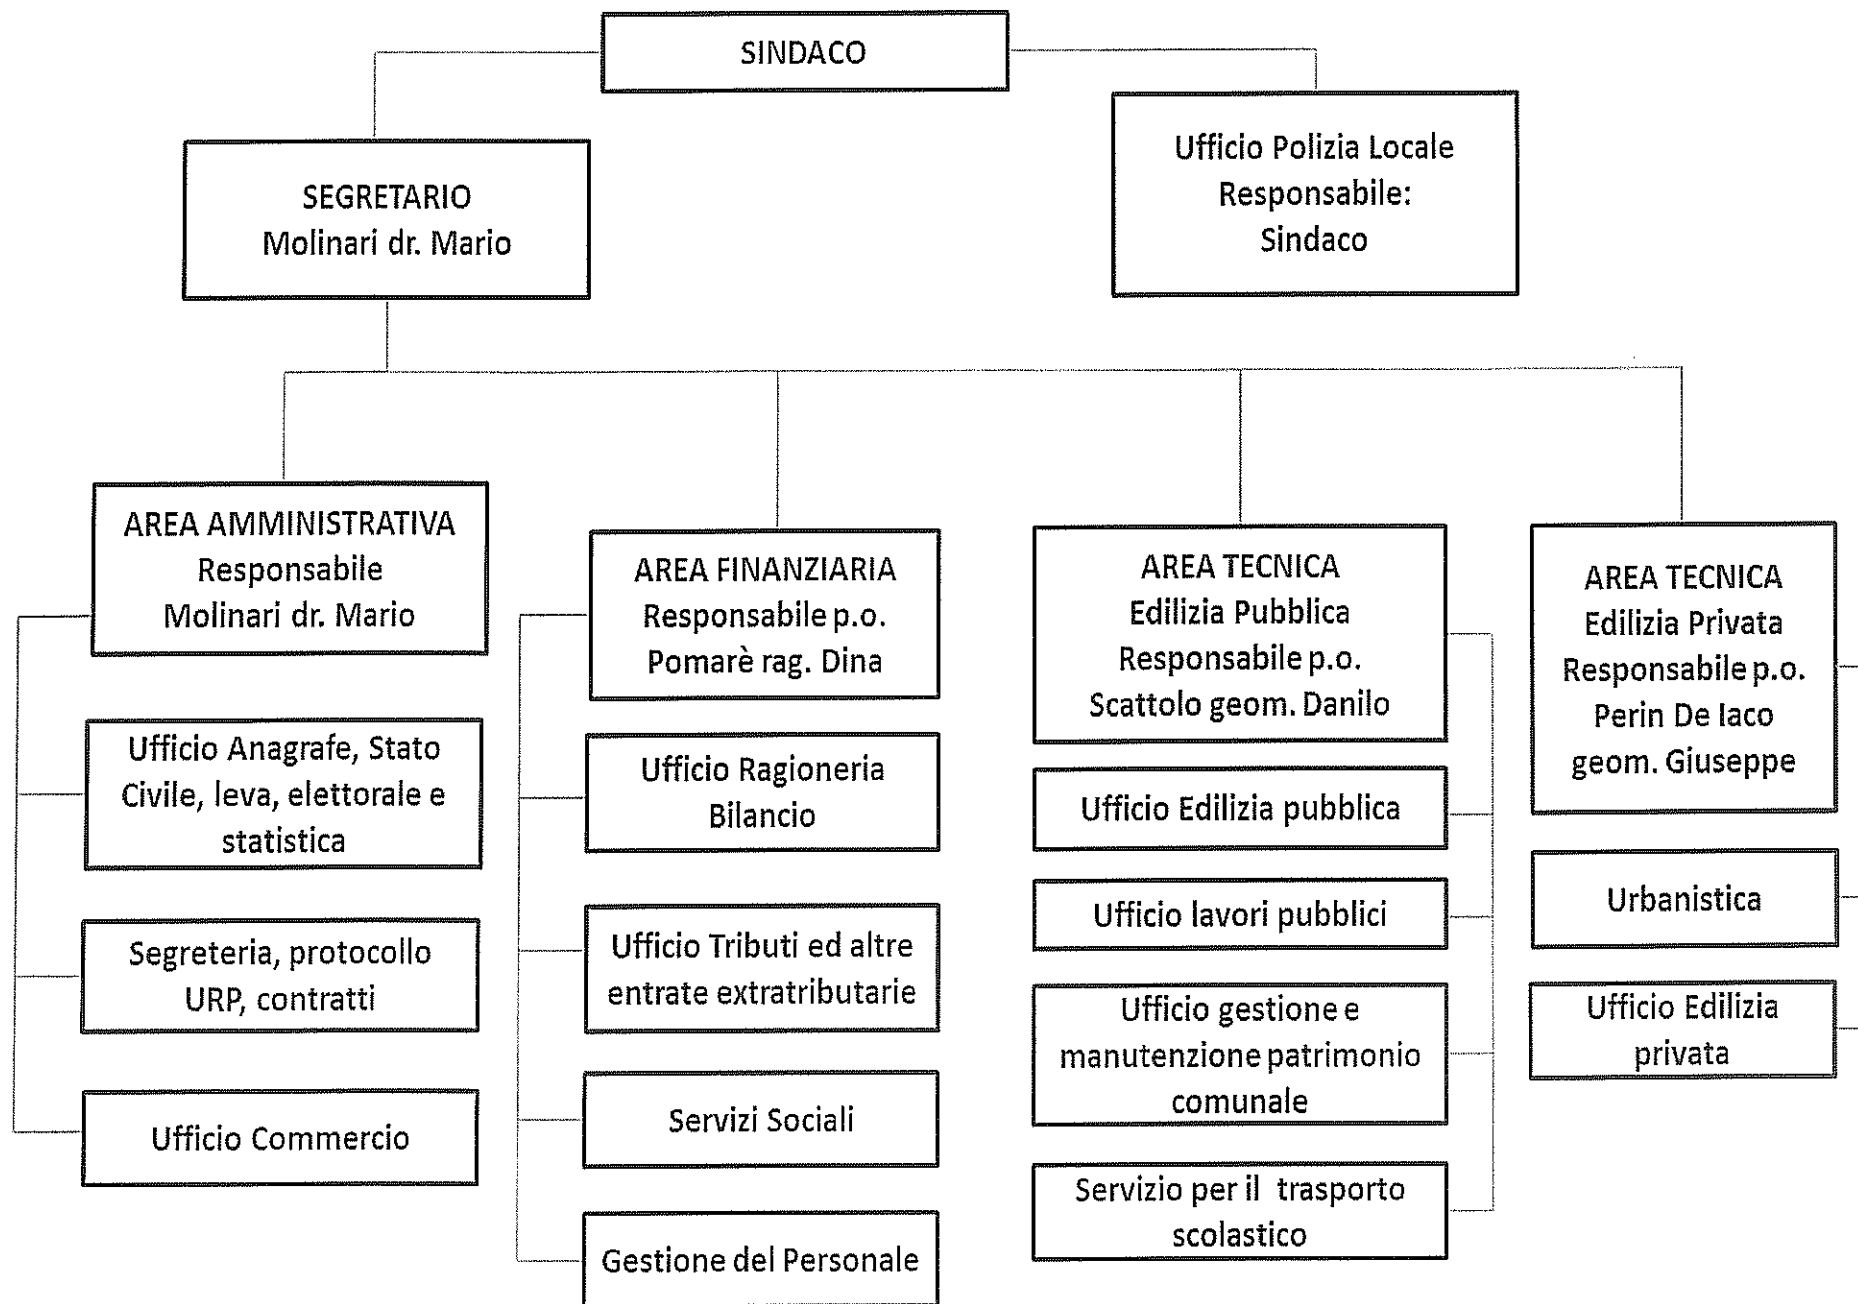 SINDACO
Ufficio Polizia Locale
Responsabile:
Sindaco
SEGRETARIO
Molinari dr. Mario
AREA AMMINISTRATIVA
Responsabile
Molinari dr. Mario
Ufficio Anagrafe, Stato
Civile, leva, elettorale e
statistica
Segreteria, protocollo
URP, contratti
Ufficio Commercio
AREA FINANZIARIA
Responsabile p.o.
Pomarè rag. Dina
Ufficio Ragioneria
Bilancio
Ufficio Tributi ed altre
entrate extratributarie
Servizi Sociali
Gestione del Personale
AREA TECNICA
Edilizia Pubblica
Responsabile p.o.
Scattolo geom. Danilo
Ufficio Edilizia pubblica
Ufficio lavori pubblici
Ufficio gestione e
manutenzione patrimonio
comunale
Servizio per il trasporto
scolastico
AREA TECNICA
Edilizia Privata
Responsabile p.o.
Perin De Iaco
geom. Giuseppe
Urbanistica
Ufficio Edilizia
privata